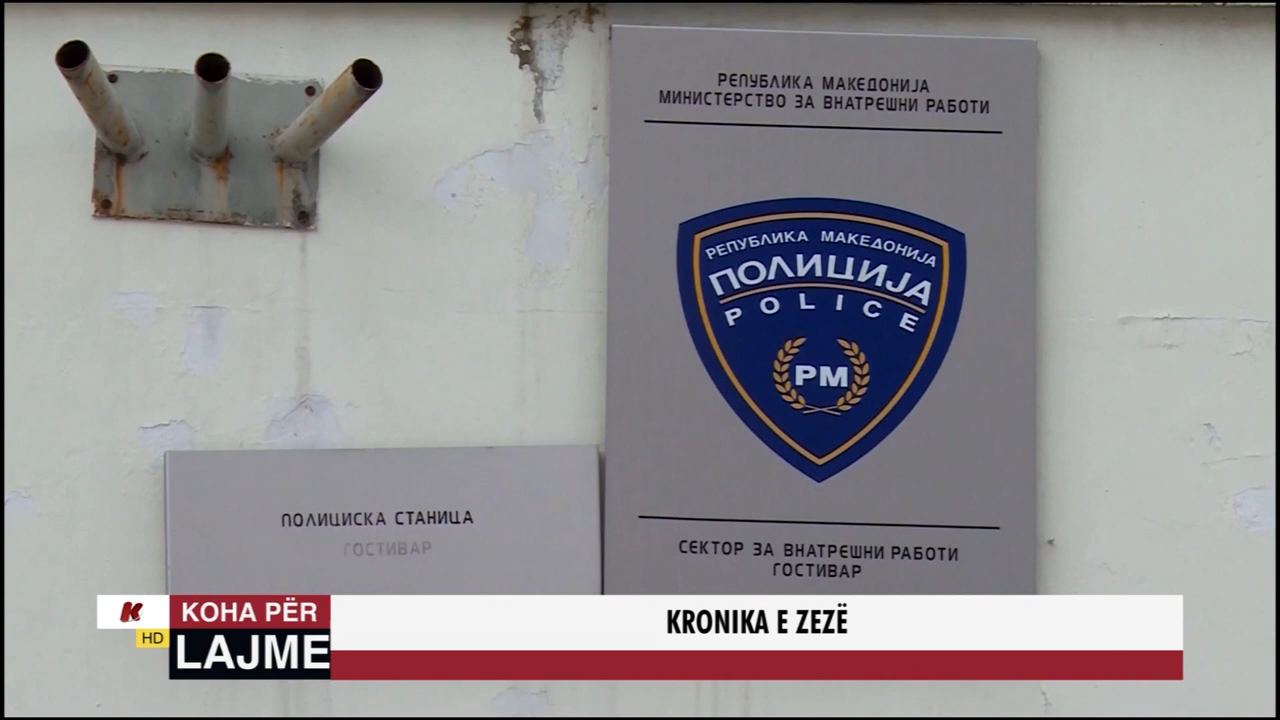 РЕПУБЛИКА МАКЕДОНИЈА
МИНИСТЕРСТВО ЗА ВНАТРЕШНИ РАБОТИ
РЕПУБЛИКА МАКЕДОНИЈА
ПОЛИЦИЈА
POLICE
РМ
СЕКТОР ЗА ВНАТРЕШНИ РАБОТИ
ГОСТИВАР
ПОЛИЦИСКА СТАНИЦА
ГОСТИВАР
K
HD
KOHA PËR
LAJME
KRONIKA E ZEZË